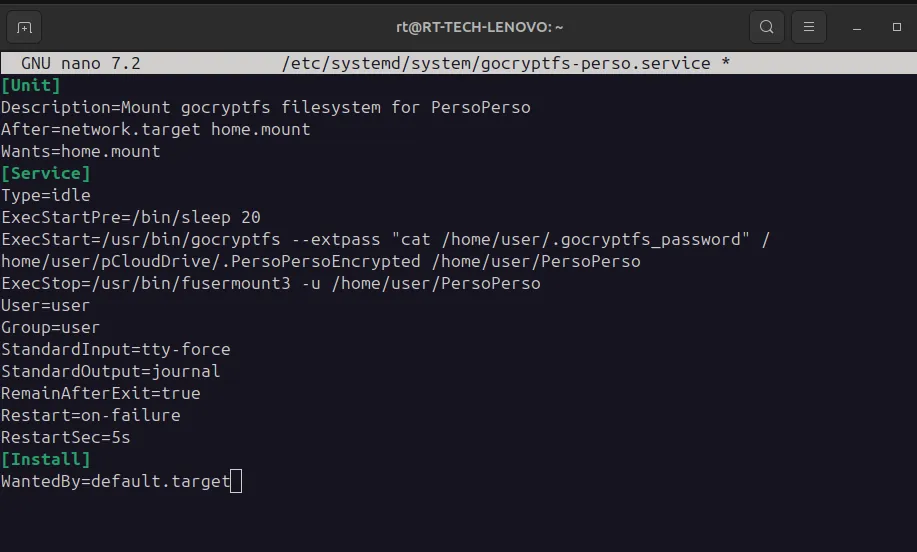 rt@RT-TECH-LENOVO: ~
GNU nano 7.2 /etc/systemd/system/gocryptfs-perso.service *
[Unit]
Description=Mount gocryptfs filesystem for PersoPerso
After=network.target home.mount
Wants=home.mount
[Service]
Type=idle
ExecStartPre=/bin/sleep 20
ExecStart=/usr/bin/gocryptfs --extpass "cat /home/user/.gocryptfs_password" /
home/user/pCloudDrive/.PersoPersoEncrypted /home/user/PersoPerso
ExecStop=/usr/bin/fusermount3 -u /home/user/PersoPerso
User=user
Group=user
StandardInput=tty-force
StandardOutput=journal
RemainAfterExit=true
Restart=on-failure
RestartSec=5s
[Install]
WantedBy=default.target